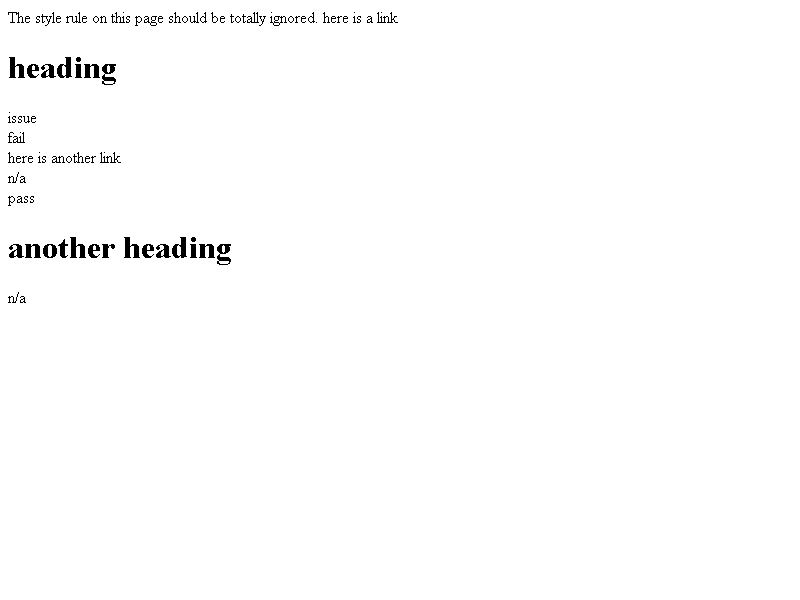 The style rule on this page should be totally ignored. here is a link
heading
issue
fail
here is another link
n/a
pass
another heading
n/a